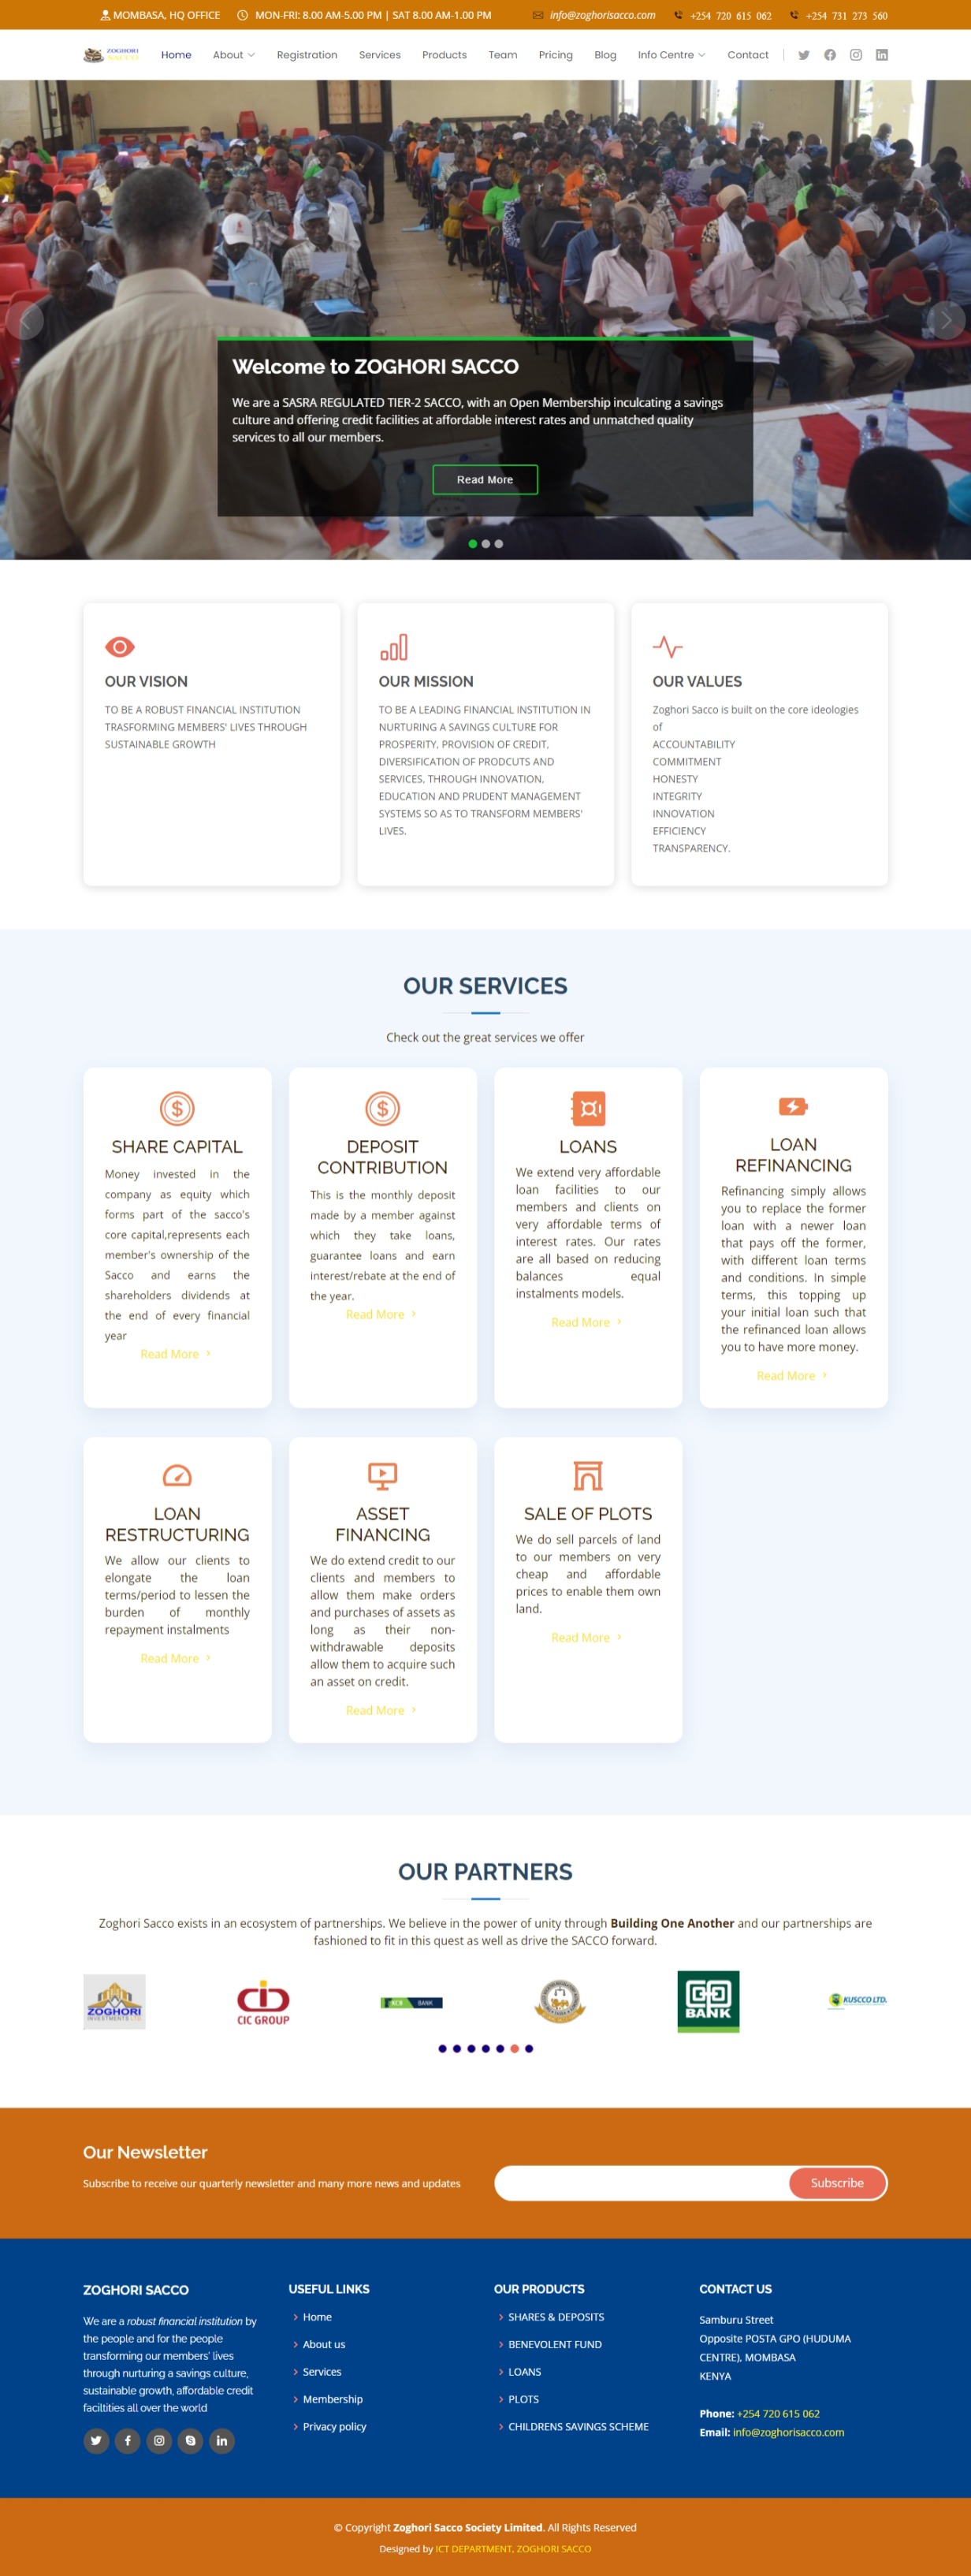 MOMBASA, HQ OFFICE MON-FRI: 8.00 AM-5.00 PM | SAT 8.00 AM-1.00 PM info@zoghorisacco.com +254 720 615 062 +254 731 273 560
ZOGHORI
SACCO
Home About Registration Services Products Team Pricing Blog Info Centre Contact
Welcome to ZOGHORI SACCO
We are a SASRA REGULATED TIER-2 SACCO, with an Open Membership inculcating a savings
culture and offering credit facilities at affordable interest rates and unmatched quality
services to all our members.
Read More
OUR VISION
TO BE A ROBUST FINANCIAL INSTITUTION
TRASFORMING MEMBERS' LIVES THROUGH
SUSTAINABLE GROWTH
OUR MISSION
TO BE A LEADING FINANCIAL INSTITUTION IN
NURTURING A SAVINGS CULTURE FOR
PROSPERITY, PROVISION OF CREDIT,
DIVERSIFICATION OF PRODCUTS AND
SERVICES, THROUGH INNOVATION,
EDUCATION AND PRUDENT MANAGEMENT
SYSTEMS SO AS TO TRANSFORM MEMBERS'
LIVES.
OUR VALUES
Zoghori Sacco is built on the core ideologies
of
ACCOUNTABILITY
COMMITMENT
HONESTY
INTEGRITY
INNOVATION
EFFICIENCY
TRANSPARENCY.
OUR SERVICES
Check out the great services we offer
SHARE CAPITAL
Money invested in the
company as equity which
forms part of the sacco's
core capital,represents each
member's ownership of the
Sacco and earns the
shareholders dividends at
the end of every financial
year
Read More
DEPOSIT
CONTRIBUTION
This is the monthly deposit
made by a member against
which they take loans,
guarantee loans and earn
interest/rebate at the end of
the year.
Read More
LOANS
We extend very affordable
loan facilities to our
members and clients on
very affordable terms of
interest rates. Our rates
are all based on reducing
balances equal
instalments models.
Read More
LOAN
REFINANCING
Refinancing simply allows
you to replace the former
loan with a newer loan
that pays off the former,
with different loan terms
and conditions. In simple
terms, this topping up
your initial loan such that
the refinanced loan allows
you to have more money.
Read More
LOAN
RESTRUCTURING
We allow our clients to
elongate the loan
terms/period to lessen the
burden of monthly
repayment instalments
Read More
ASSET
FINANCING
We do extend credit to our
clients and members to
allow them make orders
and purchases of assets as
long as their non-
withdrawable deposits
allow them to acquire such
an asset on credit.
Read More
SALE OF PLOTS
We do sell parcels of land
to our members on very
cheap and affordable
prices to enable them own
land.
Read More
OUR PARTNERS
Zoghori Sacco exists in an ecosystem of partnerships. We believe in the power of unity through Building One Another and our partnerships are
fashioned to fit in this quest as well as drive the SACCO forward.
ZOGHORI
INVESTMENTS LTD
CIC GROUP
KCB BANK
BANK
KUSCCO LTD.
Our Newsletter
Subscribe to receive our quarterly newsletter and many more news and updates
Subscribe
ZOGHORI SACCO
We are a robust financial institution by
the people and for the people
transforming our members' lives
through nurturing a savings culture,
sustainable growth, affordable credit
faciltities all over the world
USEFUL LINKS
Home
About us
Services
Membership
Privacy policy
OUR PRODUCTS
SHARES & DEPOSITS
BENEVOLENT FUND
LOANS
PLOTS
CHILDRENS SAVINGS SCHEME
CONTACT US
Samburu Street
Opposite POSTA GPO (HUDUMA
CENTRE), MOMBASA
KENYA
Phone: +254 720 615 062
Email: info@zoghorisacco.com
© Copyright Zoghori Sacco Society Limited. All Rights Reserved
Designed by ICT DEPARTMENT, ZOGHORI SACCO